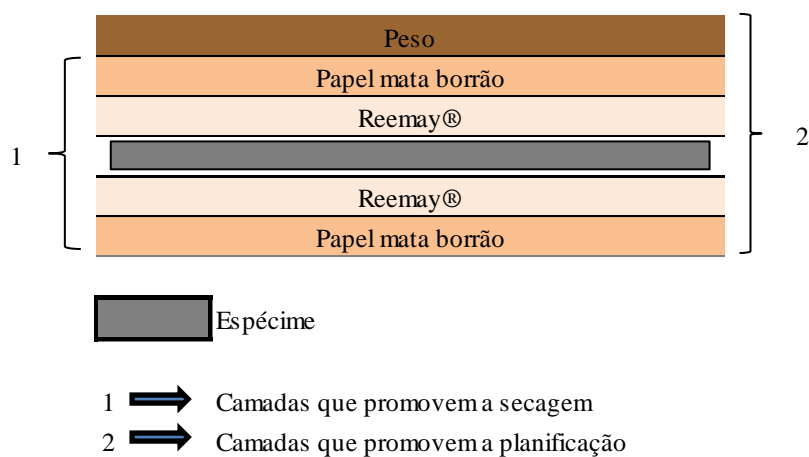 Peso
Papel mata borrão
Reemay®
1
2
Reemay®
Papel mata borrão
Espécime
1 Camadas que promovem a secagem
2 Camadas que promovem a planificação